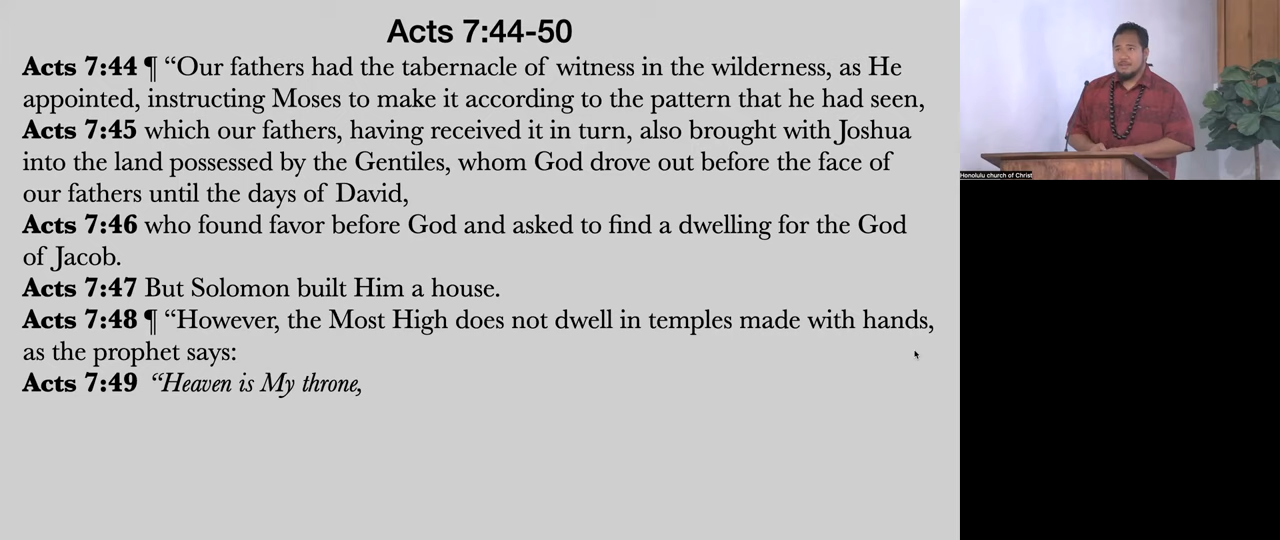 Acts 7:44-50
Acts 7:44 ¶ “Our fathers had the tabernacle of witness in the wilderness, as He
appointed, instructing Moses to make it according to the pattern that he had seen,
Acts 7:45 which our fathers, having received it in turn, also brought with Joshua
into the land possessed by the Gentiles, whom God drove out before the face of
our fathers until the days of David,
Acts 7:46 who found favor before God and asked to find a dwelling for the God
of Jacob.
Acts 7:47 But Solomon built Him a house.
Acts 7:48 ¶ “However, the Most High does not dwell in temples made with hands,
as the prophet says:
Acts 7:49 “Heaven is My throne,
Honolulu church of Christ